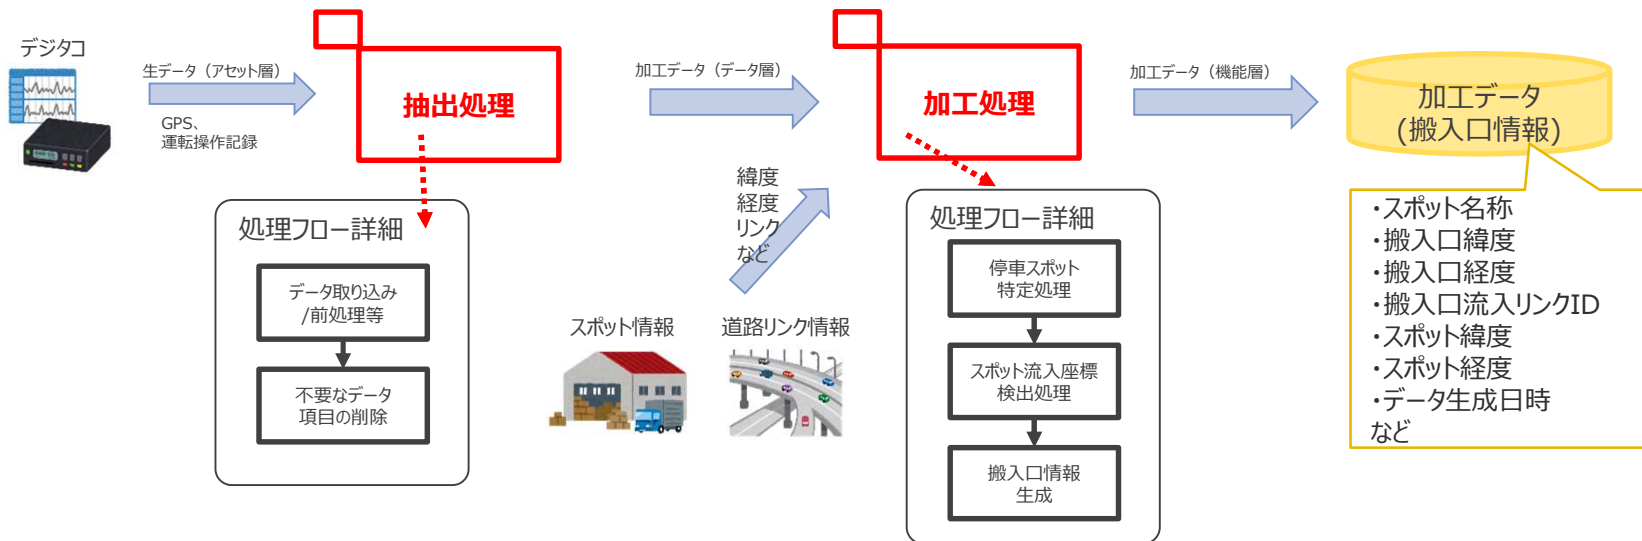 デジタコ
生データ（アセット層）
GPS、
運転操作記録
抽出処理
加工データ（データ層）
加工処理
加工データ（機能層）
加工データ
(搬入口情報)
処理フロー詳細
データ取り込み
/前処理等
不要なデータ
項目の削除
緯度
経度
リンク
など
スポット情報
道路リンク情報
処理フロー詳細
停車スポット
特定処理
スポット流入座標
検出処理
搬入口情報
生成
・スポット名称
・搬入口緯度
・搬入口経度
・搬入口流入リンクID
・スポット緯度
・スポット経度
・データ生成日時
など